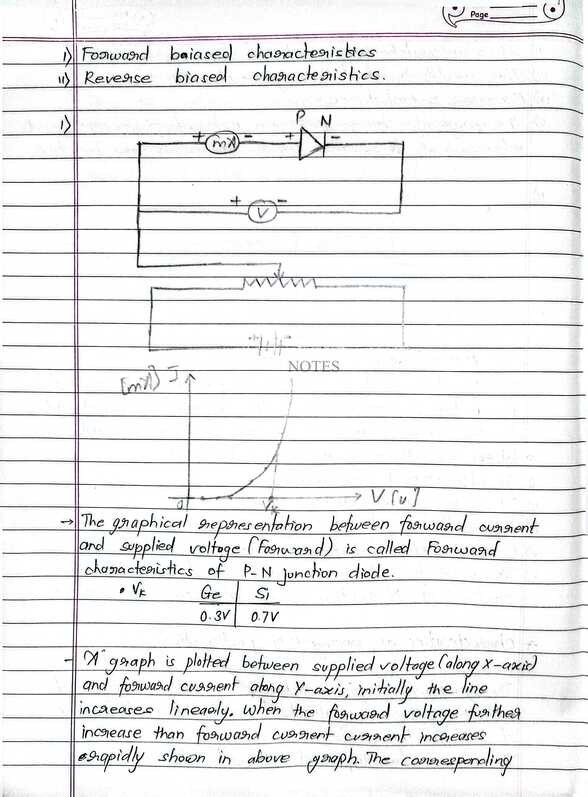 Page
i) Forward baiased characteristics
ii) Reverse biased characteristics.
i)
P N
+ mA - + -
+ V -
+ -
NOTES
(mA) I
0 Vk V(v)
→ The graphical representation between forward current
and supplied voltage (Forward) is called Forward
characteristics of P-N junction diode.
• Vk Ge Si
0.3V 0.7V
- A graph is plotted between supplied voltage (along X-axis)
and forward current along Y-axis, initially the line
increases linearly. When the forward voltage further
increase than forward current current increases
rapidly shown in above graph. The corresponding